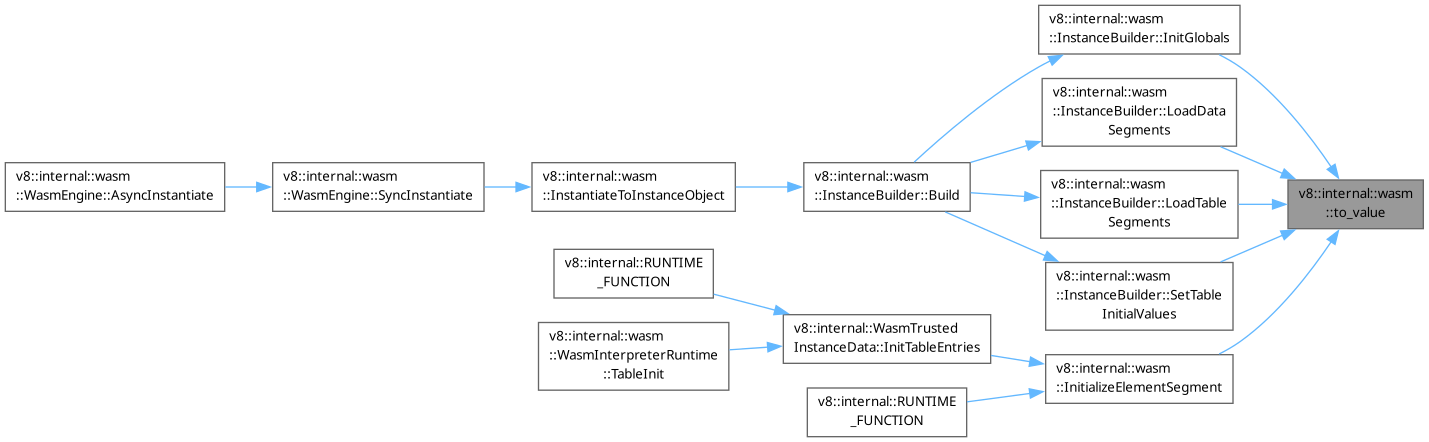 v8::internal::wasm
::InstanceBuilder::InitGlobals
v8::internal::wasm
::InstanceBuilder::LoadData
Segments
v8::internal::wasm
::WasmEngine::AsyncInstantiate
v8::internal::wasm
::WasmEngine::SyncInstantiate
v8::internal::wasm
::InstantiateToInstanceObject
v8::internal::wasm
::InstanceBuilder::Build
v8::internal::wasm
::InstanceBuilder::LoadTable
Segments
v8::internal::wasm
::to_value
v8::internal::RUNTIME
_FUNCTION
v8::internal::wasm
::InstanceBuilder::SetTable
InitialValues
v8::internal::wasm
::WasmInterpreterRuntime
::TableInit
v8::internal::WasmTrusted
InstanceData::InitTableEntries
v8::internal::wasm
::InitializeElementSegment
v8::internal::RUNTIME
_FUNCTION